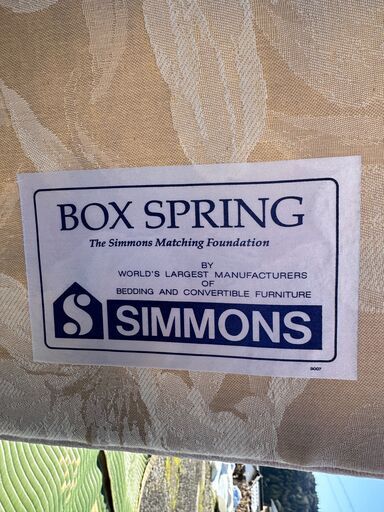 BOX SPRING
The Simmons Matching Foundation
BY
WORLD'S LARGEST MANUFACTURERS
OF
BEDDING AND CONVERTIBLE FURNITURE
S SIMMONS